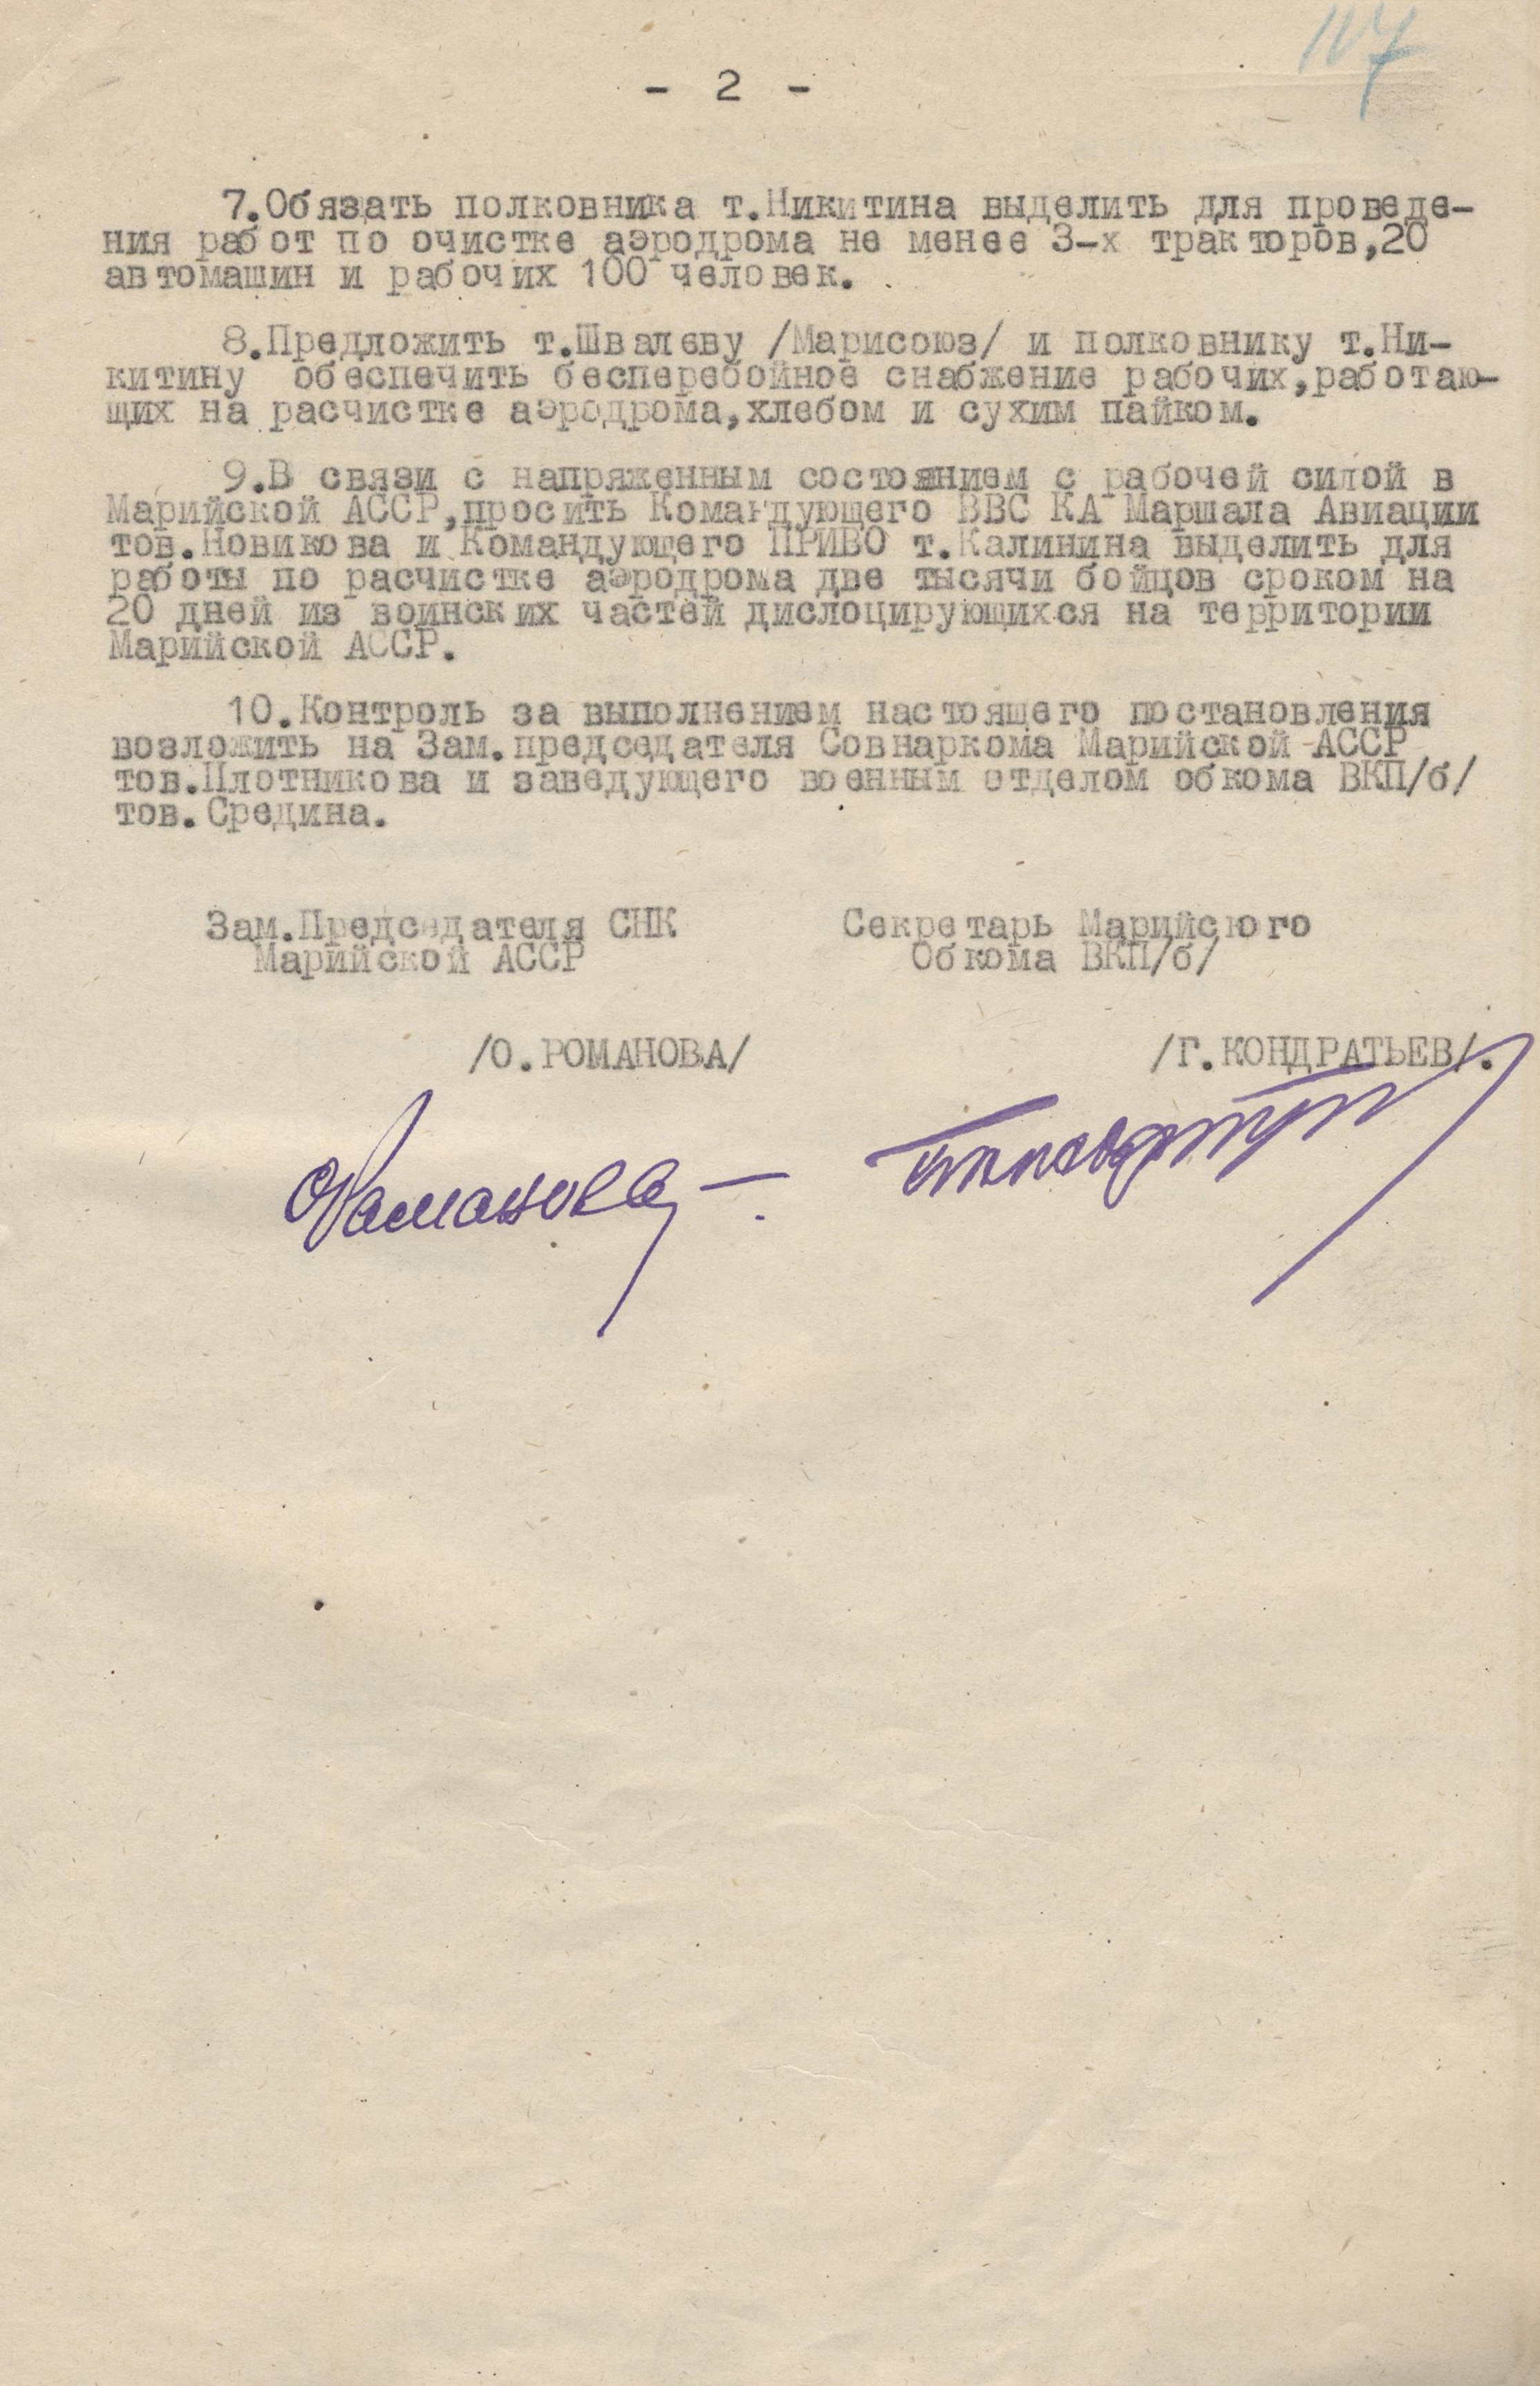 107
- 2 -
7.Обязать полковника т.Никитина выделить для проведе-
ния работ по очистке аэродрома не менее 3-х тракторов,20
автомашин и рабочих 100 человек.
8.Предложить т.Швалеву /Марисоюз/ и полковнику т.Ни-
китину обеспечить бесперебойное снабжение рабочих,работаю-
щих на расчистке аэродрома,хлебом и сухим пайком.
9.В связи с напряженным состоянием с рабочей силой в
Марийской АССР,просить Командующего ВВС КА Маршала Авиации
тов.Новикова и Командующего ПРИВО т.Калинина выделить для
работы по расчистке аэродрома две тысячи бойцов сроком на
20 дней из воинских частей дислоцирующихся на территории
Марийской АССР.
10.Контроль за выполнением настоящего постановления
возложить на Зам.председателя Совнаркома Марийской АССР
тов.Плотникова и заведующего военным отделом обкома ВКП/б/
тов.Средина.
Зам.Председателя СНК Секретарь Марийского
Марийской АССР Обкома ВКП/б/
/О.РОМАНОВА/ /Г.КОНДРАТЬЕВ/.
ОРоманова